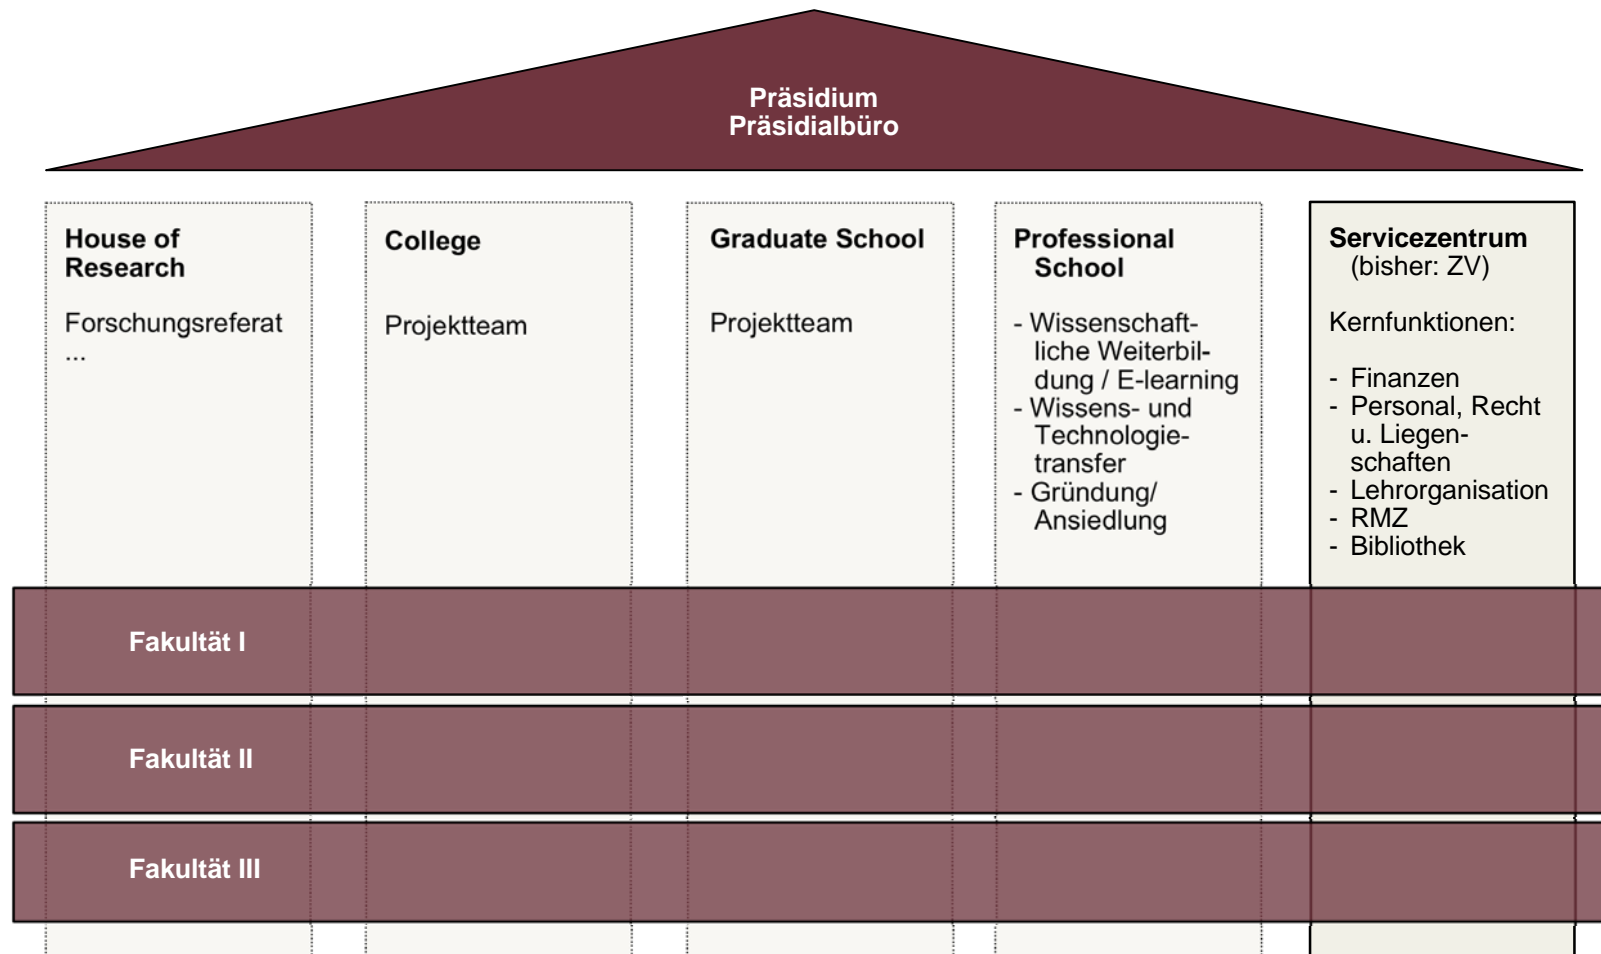 Präsidium
Präsidialbüro
House of
Research
Forschungsreferat
...
College
Projektteam
Graduate School
Projektteam
Professional
School
- Wissenschaft-
liche Weiterbil-
dung / E-learning
- Wissens- und
Technologie-
transfer
- Gründung/
Ansiedlung
Servicezentrum
(bisher: ZV)
Kernfunktionen:
- Finanzen
- Personal, Recht
u. Liegen-
schaften
- Lehrorganisation
- RMZ
- Bibliothek
Fakultät I
Fakultät II
Fakultät III